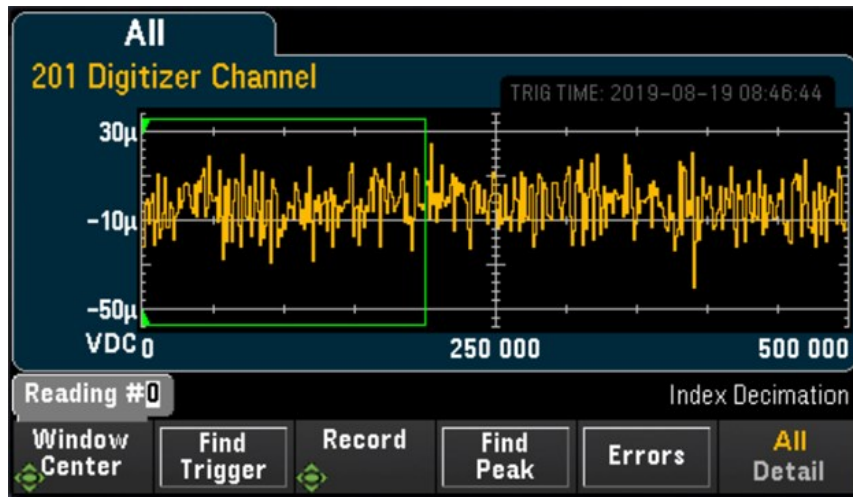 All
201 Digitizer Channel
TRIG TIME: 2019-08-19 08:46:44
30µ
-10µ
-50µ
VDC 0 250 000 500 000
Reading #0 Index Decimation
Window Center
Find Trigger
Record
Find Peak
Errors
All
Detail